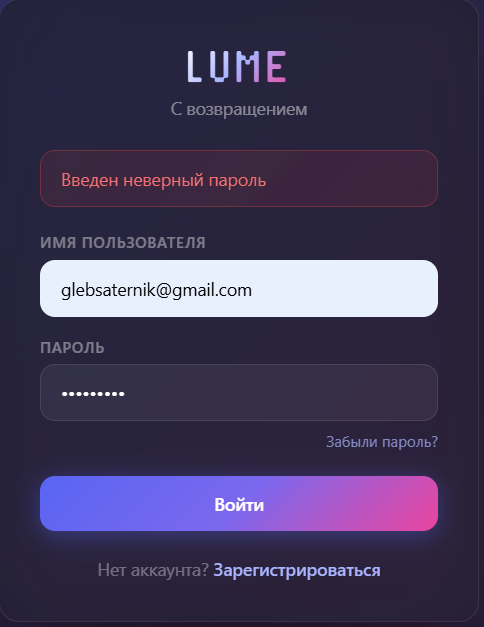 LUME
С возвращением
Введен неверный пароль
ИМЯ ПОЛЬЗОВАТЕЛЯ
glebsaternik@gmail.com
ПАРОЛЬ
•••••••••
Забыли пароль?
Войти
Нет аккаунта? Зарегистрироваться